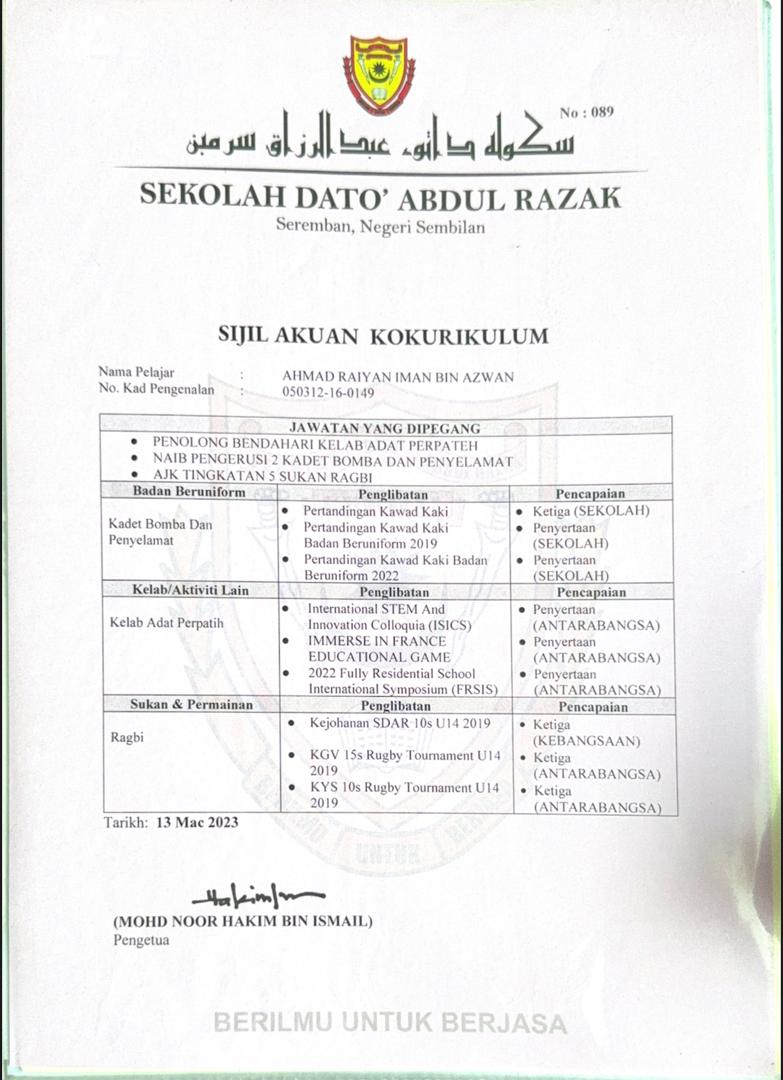 No : 089
سكوله داتوء عبدالرزاق سرمبن
SEKOLAH DATO’ ABDUL RAZAK
Seremban, Negeri Sembilan
SIJIL AKUAN KOKURIKULUM
Nama Pelajar : AHMAD RAIYAN IMAN BIN AZWAN
No. Kad Pengenalan : 050312-16-0149
JAWATAN YANG DIPEGANG
• PENOLONG BENDAHARI KELAB ADAT PERPATEH
• NAIB PENGERUSI 2 KADET BOMBA DAN PENYELAMAT
• AJK TINGKATAN 5 SUKAN RAGBI
Badan Beruniform Penglibatan Pencapaian
Kadet Bomba Dan
Penyelamat
• Pertandingan Kawad Kaki
• Pertandingan Kawad Kaki
Badan Beruniform 2019
• Pertandingan Kawad Kaki Badan
Beruniform 2022
• Ketiga (SEKOLAH)
• Penyertaan
(SEKOLAH)
• Penyertaan
(SEKOLAH)
Kelab/Aktiviti Lain Penglibatan Pencapaian
Kelab Adat Perpatih
• International STEM And
Innovation Colloquia (ISICS)
• IMMERSE IN FRANCE
EDUCATIONAL GAME
• 2022 Fully Residential School
International Symposium (FRSIS)
• Penyertaan
(ANTARABANGSA)
• Penyertaan
(ANTARABANGSA)
• Penyertaan
(ANTARABANGSA)
Sukan & Permainan Penglibatan Pencapaian
Ragbi
• Kejohanan SDAR 10s U14 2019
• KGV 15s Rugby Tournament U14
2019
• KYS 10s Rugby Tournament U14
2019
• Ketiga
(KEBANGSAAN)
• Ketiga
(ANTARABANGSA)
• Ketiga
(ANTARABANGSA)
Tarikh: 13 Mac 2023
(MOHD NOOR HAKIM BIN ISMAIL)
Pengetua
BERILMU UNTUK BERJASA